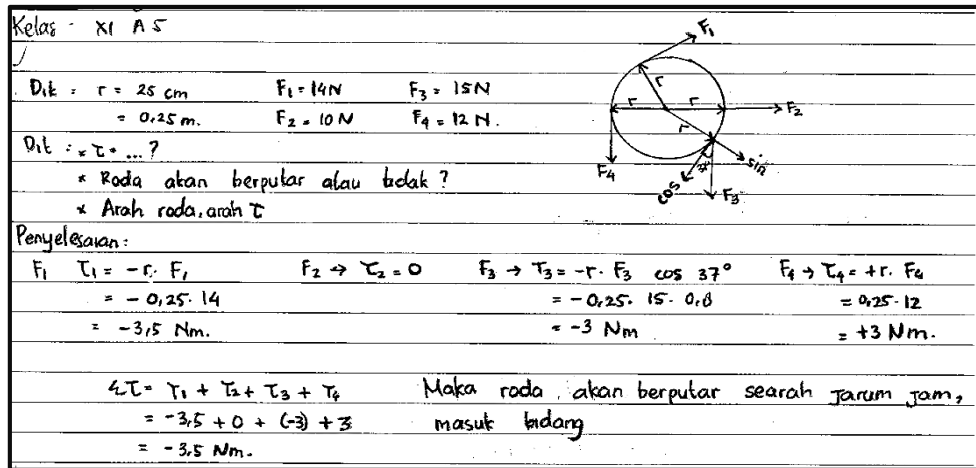 Kelas : XI A5
Dik : r = 25 cm F₁ = 14N F₃ = 15N
= 0,25 m. F₂ = 10 N F₄ = 12 N.
Dit : * τ = ...?
* Roda akan berputar atau tidak ?
* Arah roda, arah τ
F₁
r
r r F₂
r
F₄ 37° sin
cos F₃
Penyelesaian :
F₁ τ₁ = -r. F₁ F₂ → τ₂ = 0 F₃ → τ₃ = -r. F₃ cos 37° F₄ → τ₄ = +r. F₄
= - 0,25. 14 = -0,25. 15. 0,8 = 0,25. 12
= -3,5 Nm. = -3 Nm = +3 Nm.
Στ = τ₁ + τ₂ + τ₃ + τ₄ Maka roda akan berputar searah jarum jam,
= -3,5 + 0 + (-3) + 3 masuk bidang
= -3,5 Nm.